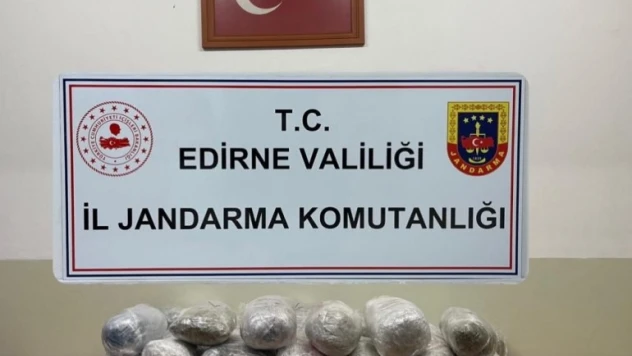 T.C.
EDİRNE VALİLİĞİ
İL JANDARMA KOMUTANLIĞI
JANDARMA